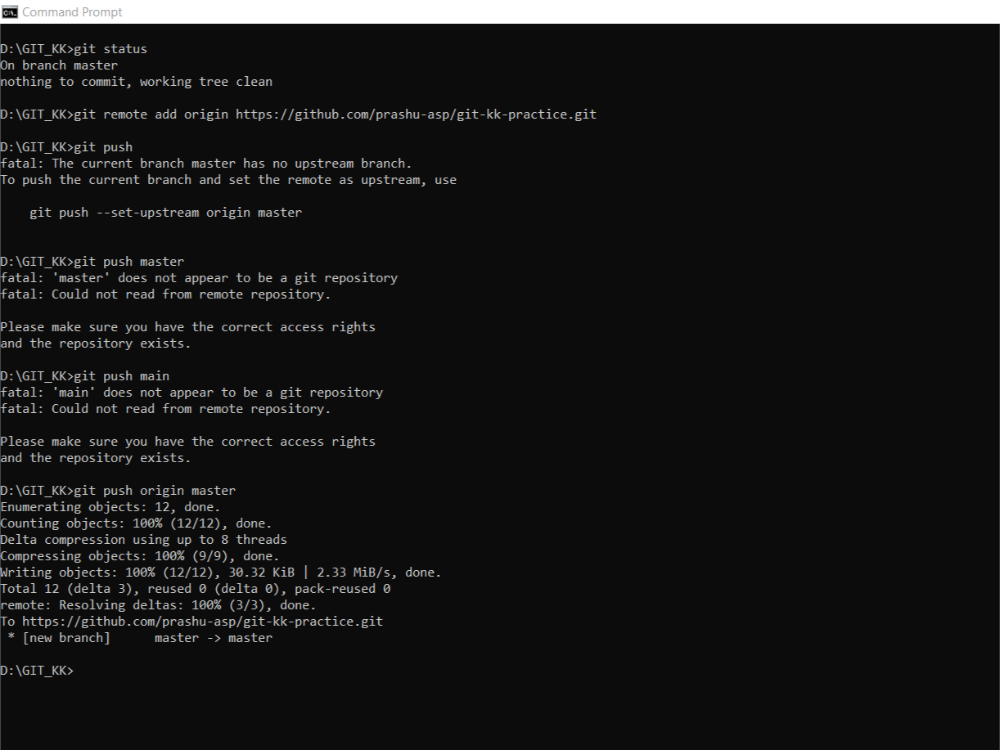 Command Prompt
D:\GIT_KK>git status
On branch master
nothing to commit, working tree clean
D:\GIT_KK>git remote add origin https://github.com/prashu-asp/git-kk-practice.git
D:\GIT_KK>git push
fatal: The current branch master has no upstream branch.
To push the current branch and set the remote as upstream, use
    git push --set-upstream origin master
D:\GIT_KK>git push master
fatal: 'master' does not appear to be a git repository
fatal: Could not read from remote repository.
Please make sure you have the correct access rights
and the repository exists.
D:\GIT_KK>git push main
fatal: 'main' does not appear to be a git repository
fatal: Could not read from remote repository.
Please make sure you have the correct access rights
and the repository exists.
D:\GIT_KK>git push origin master
Enumerating objects: 12, done.
Counting objects: 100% (12/12), done.
Delta compression using up to 8 threads
Compressing objects: 100% (9/9), done.
Writing objects: 100% (12/12), 30.32 KiB | 2.33 MiB/s, done.
Total 12 (delta 3), reused 0 (delta 0), pack-reused 0
remote: Resolving deltas: 100% (3/3), done.
To https://github.com/prashu-asp/git-kk-practice.git
 * [new branch]      master -> master
D:\GIT_KK>